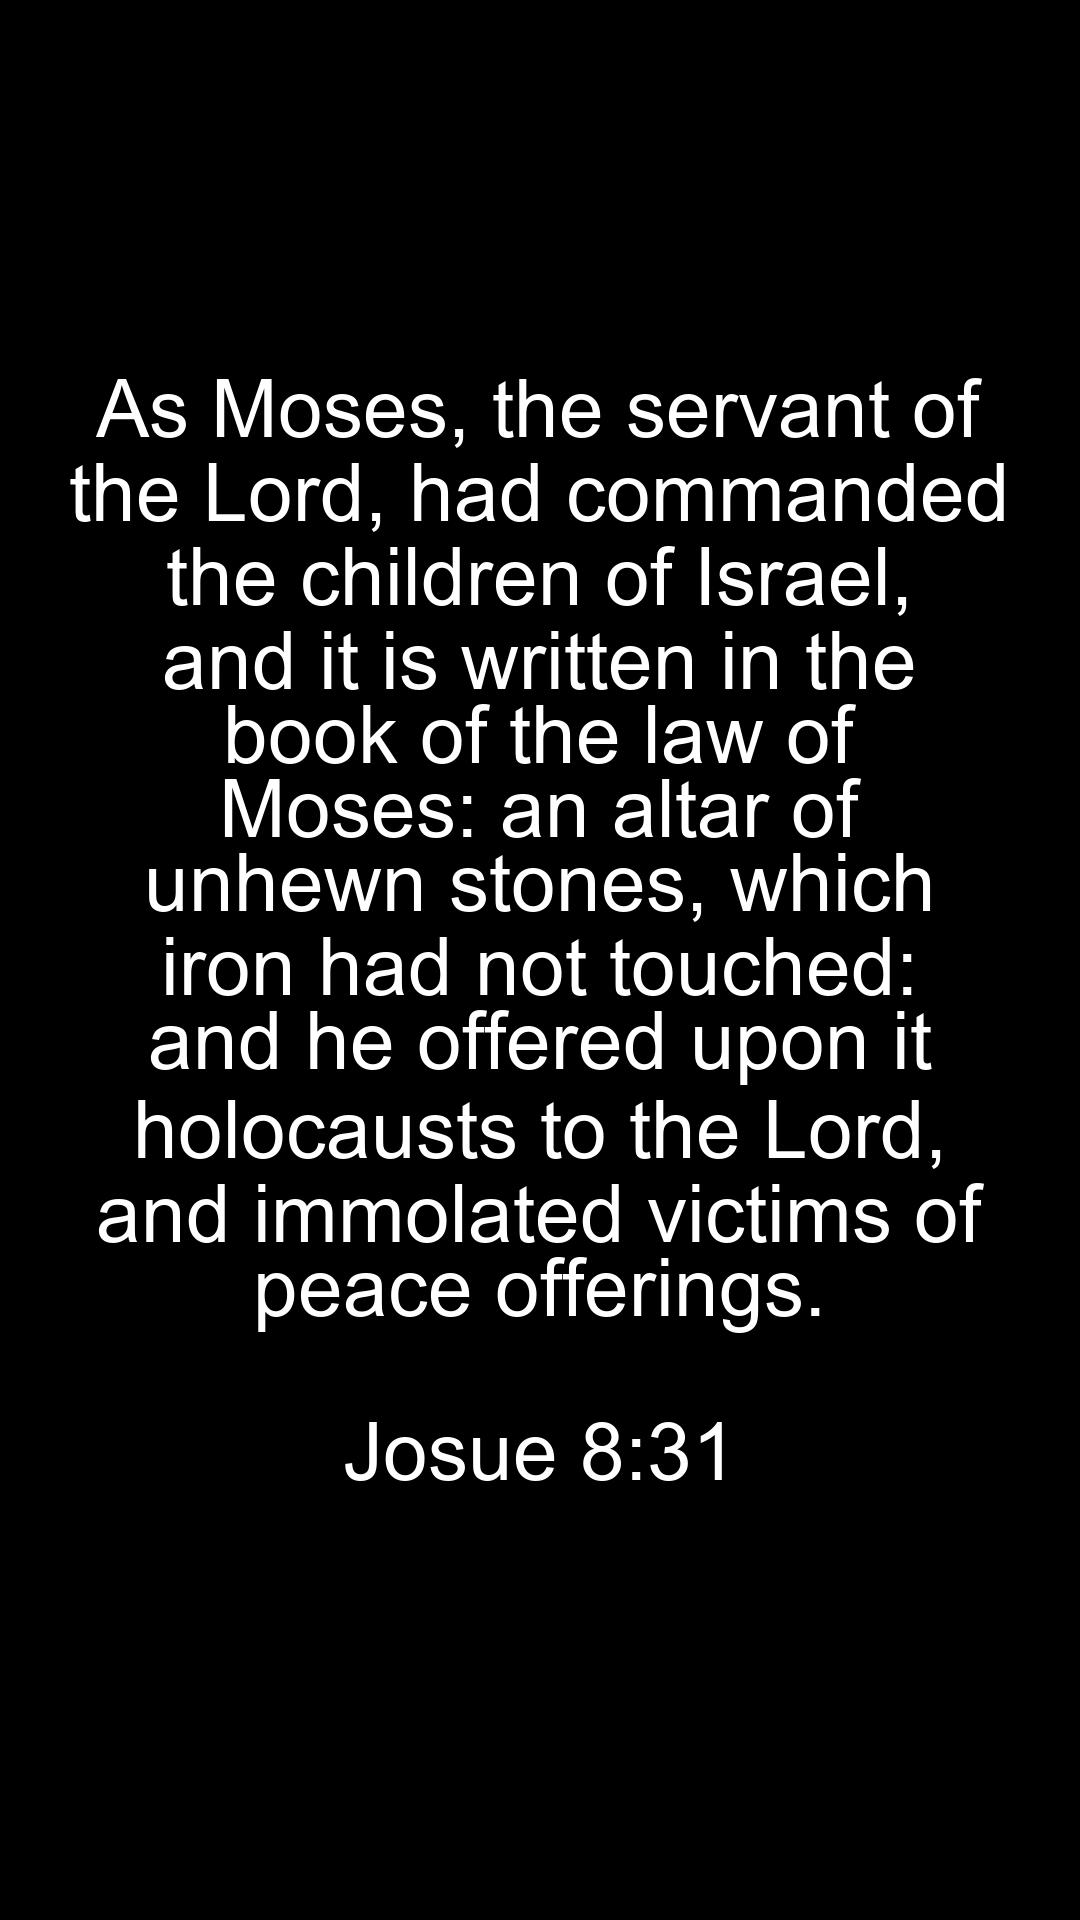 As Moses, the servant of
the Lord, had commanded
the children of Israel,
and it is written in the
book of the law of
Moses: an altar of
unhewn stones, which
iron had not touched:
and he offered upon it
holocausts to the Lord,
and immolated victims of
peace offerings.
Josue 8:31